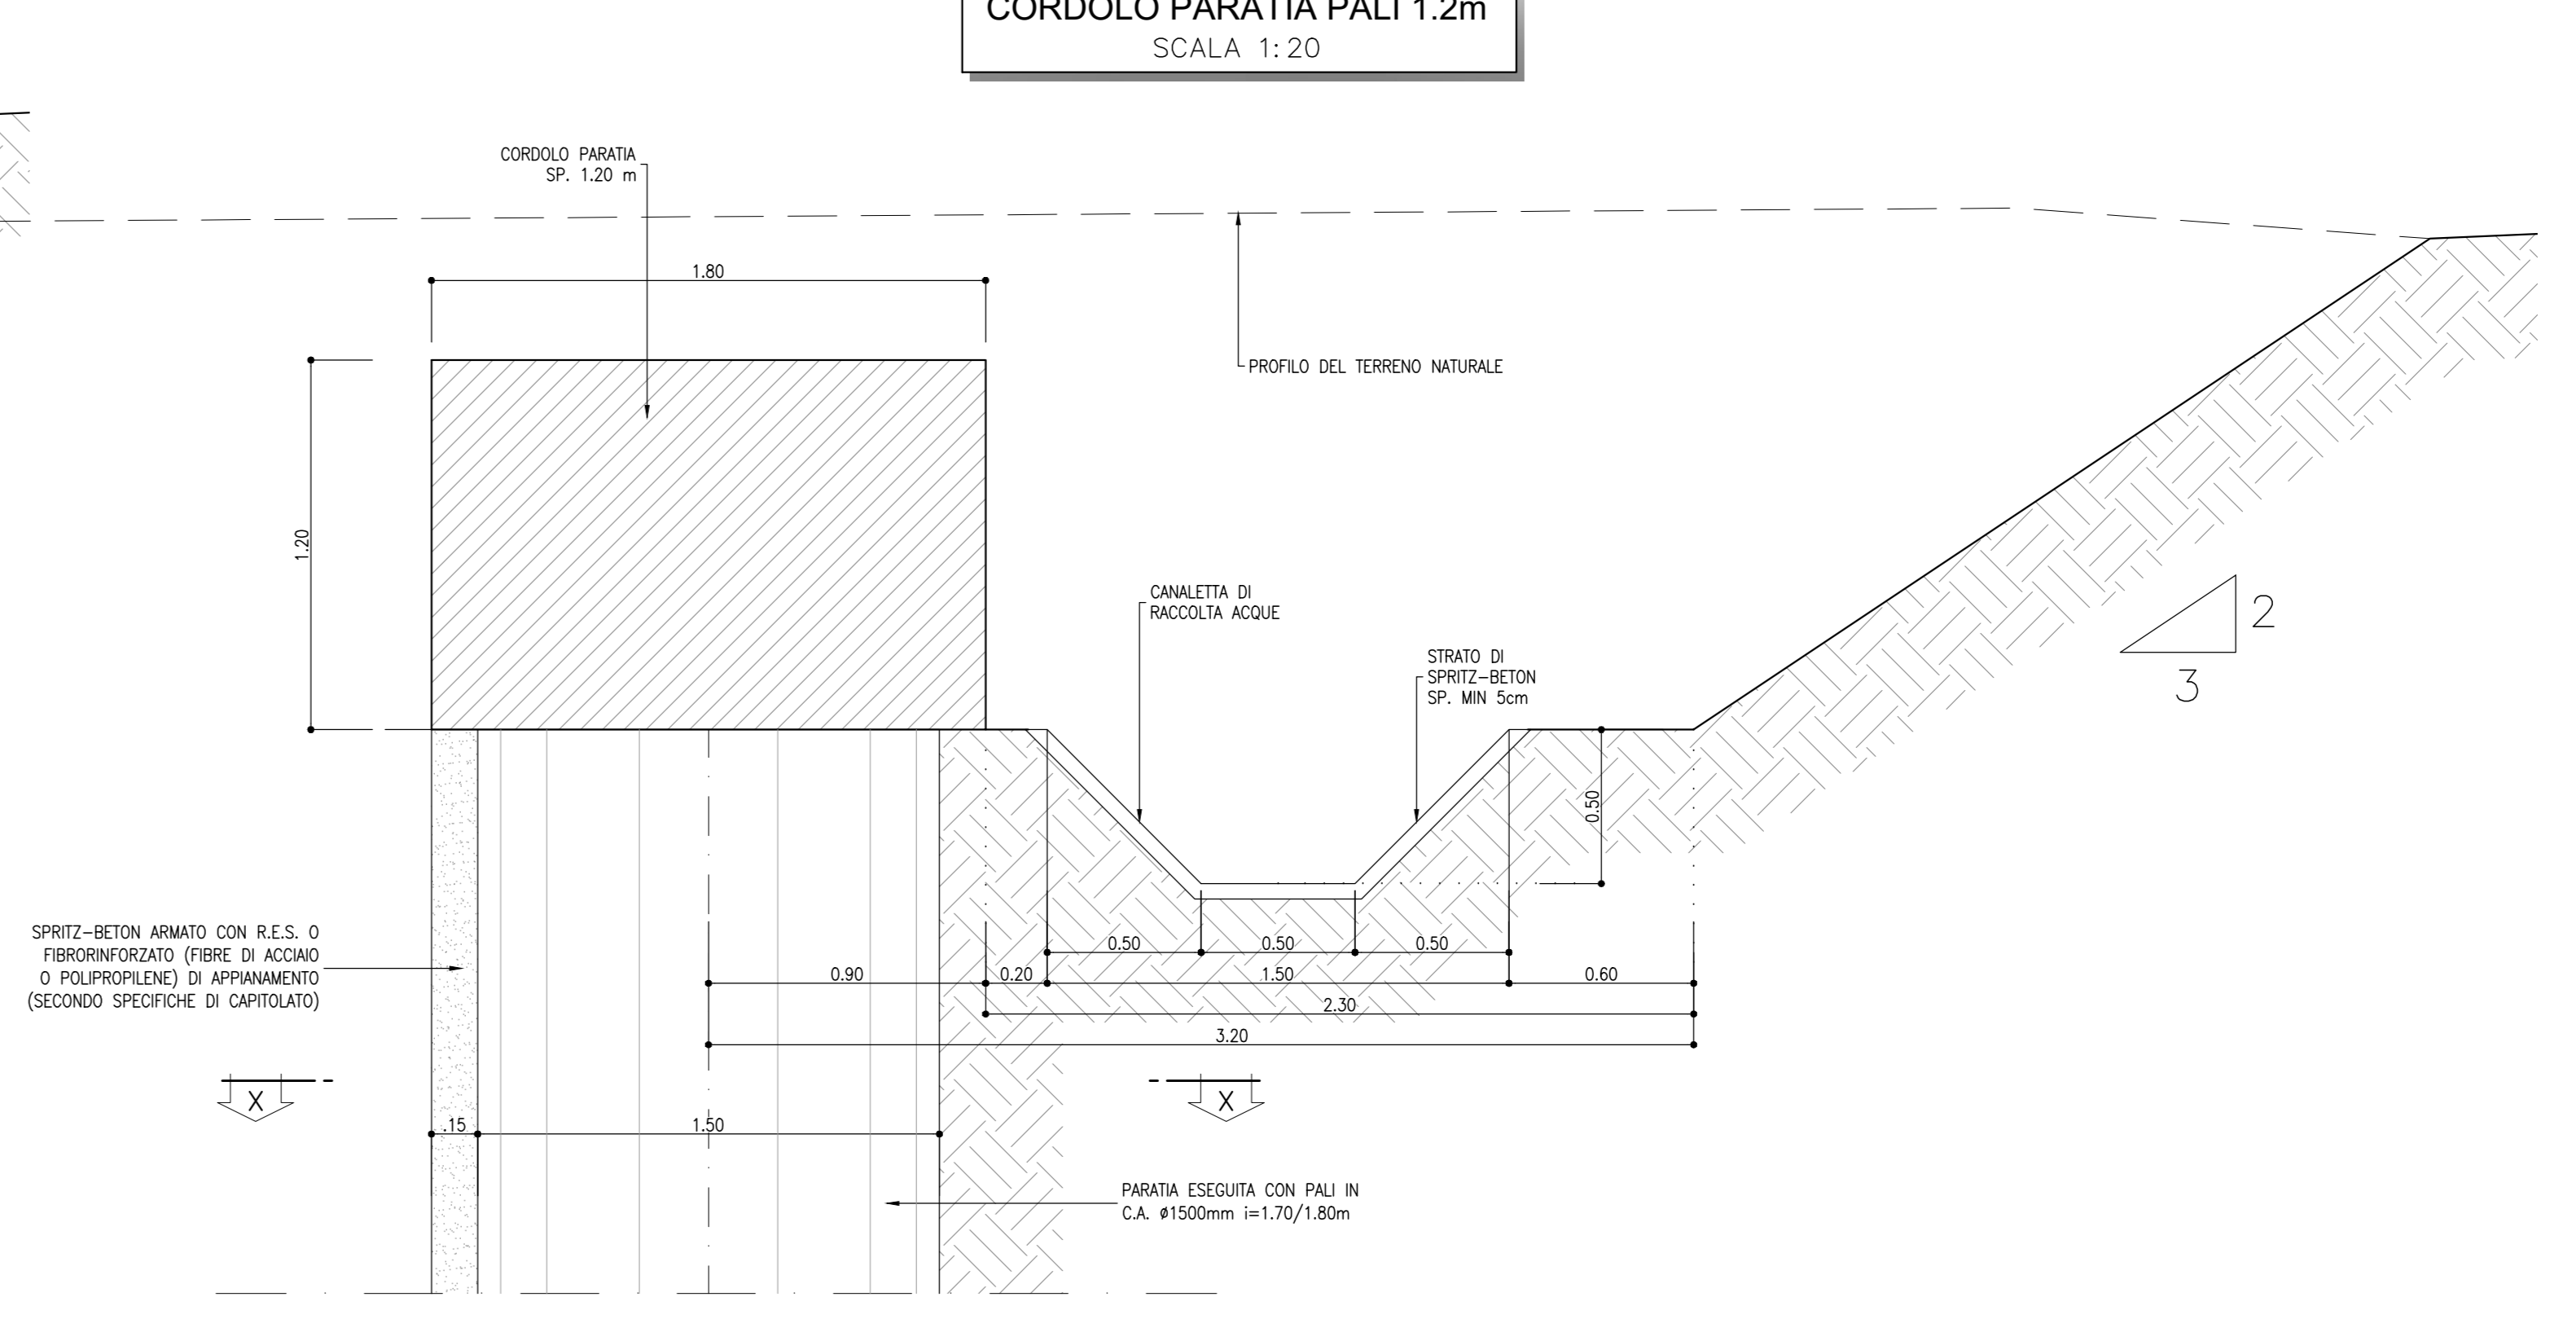 CORDOLO PARATIA PALI 1.2m
SCALA 1:20
CORDOLO PARATIA
SP. 1.20 m
1.80
PROFILO DEL TERRENO NATURALE
1.20
CANALETTA DI
RACCOLTA ACQUE
STRATO DI
SPRITZ-BETON
SP. MIN 5cm
2
3
0.50
SPRITZ-BETON ARMATO CON R.E.S. O
FIBRORINFORZATO (FIBRE DI ACCIAIO
O POLIPROPILENE) DI APPIANAMENTO
(SECONDO SPECIFICHE DI CAPITOLATO)
0.50 0.50 0.50
0.90 0.20 1.50 0.60
2.30
3.20
X X
.15 1.50
PARATIA ESEGUITA CON PALI IN
C.A. ø1500mm i=1.70/1.80m